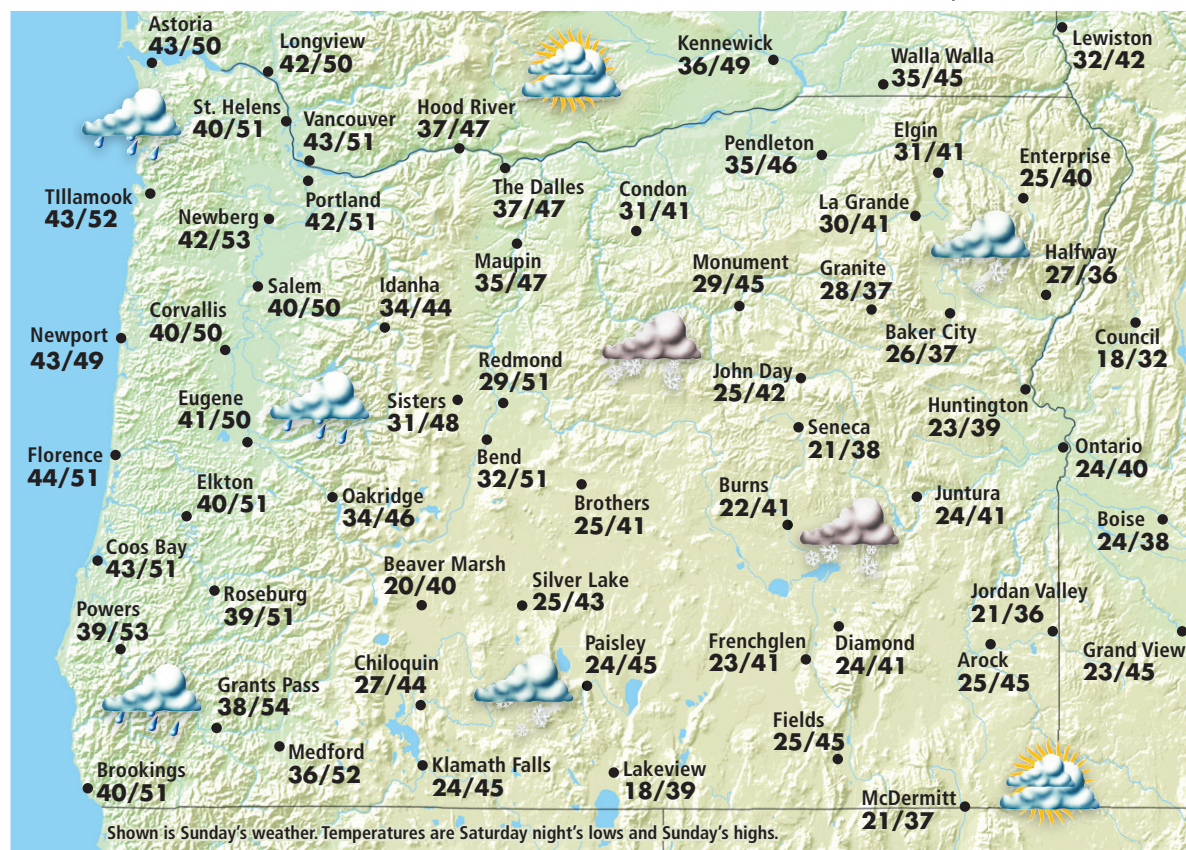 Astoria
43/50
Longview
42/50
Kennewick
36/49
Walla Walla
35/45
Lewiston
32/42
St. Helens
40/51
Vancouver
43/51
Hood River
37/47
Pendleton
35/46
Elgin
31/41
Enterprise
25/40
TIllamook
43/52
Newberg
42/53
Portland
42/51
The Dalles
37/47
Condon
31/41
La Grande
30/41
Maupin
35/47
Monument
29/45
Granite
28/37
Halfway
27/36
Salem
40/50
Idanha
34/44
Corvallis
40/50
Newport
43/49
Baker City
26/37
Council
18/32
Redmond
29/51
John Day
25/42
Eugene
41/50
Sisters
31/48
Huntington
23/39
Seneca
21/38
Florence
44/51
Bend
32/51
Ontario
24/40
Elkton
40/51
Oakridge
34/46
Brothers
25/41
Burns
22/41
Juntura
24/41
Boise
24/38
Coos Bay
43/51
Beaver Marsh
20/40
Silver Lake
25/43
Roseburg
39/51
Jordan Valley
21/36
Powers
39/53
Paisley
24/45
Frenchglen
23/41
Diamond
24/41
Arock
25/45
Grand View
23/45
Chiloquin
27/44
Grants Pass
38/54
Fields
25/45
Medford
36/52
Klamath Falls
24/45
Lakeview
18/39
Brookings
40/51
McDermitt
21/37
Shown is Sunday's weather. Temperatures are Saturday night's lows and Sunday's highs.